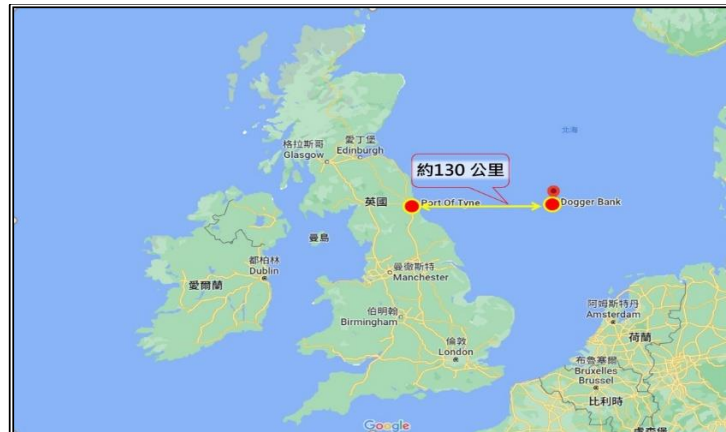 北海
格拉斯哥
Glasgow
愛丁堡
Edinburgh
約130 公里
英國
Port Of Tyne
Dogger Bank
曼島
都柏林
Dublin
愛爾蘭
曼徹斯特
Manchester
伯明翰
Birmingham
倫敦
London
阿姆斯特丹
Amsterdam
荷蘭
布魯塞爾
Bruxelles
Brussel
比利時
盧森堡
Google